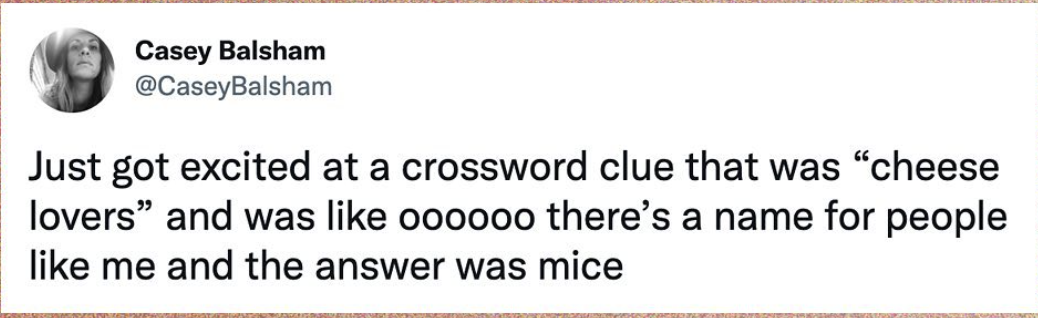 Casey Balsham
@CaseyBalsham
Just got excited at a crossword clue that was “cheese
lovers” and was like oooooo there’s a name for people
like me and the answer was mice